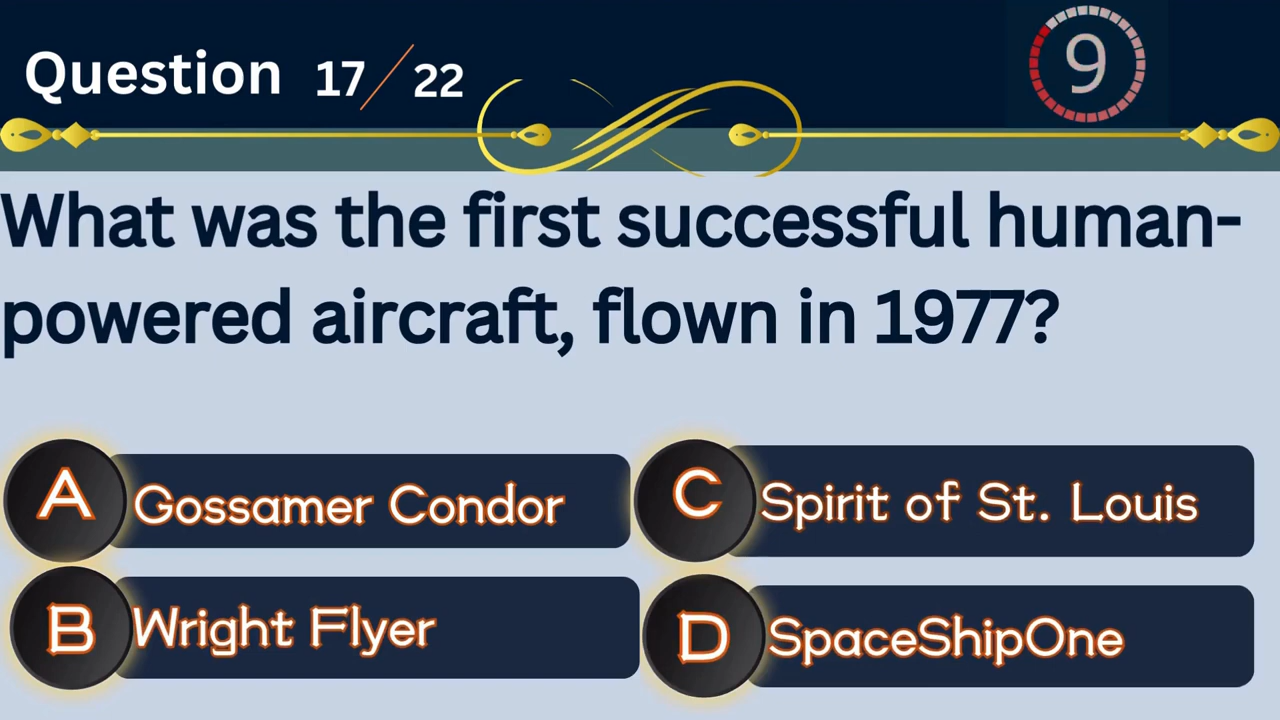 Question 17/22
9
What was the first successful human-
powered aircraft, flown in 1977?
A Gossamer Condor
B Wright Flyer
C Spirit of St. Louis
D SpaceShipOne